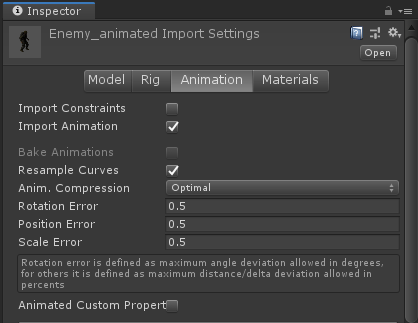 Inspector
Enemy_animated Import Settings
Open
Model Rig Animation Materials
Import Constraints
Import Animation
Bake Animations
Resample Curves
Anim. Compression Optimal
Rotation Error 0.5
Position Error 0.5
Scale Error 0.5
Rotation error is defined as maximum angle deviation allowed in degrees,
for others it is defined as maximum distance/delta deviation allowed in
percents
Animated Custom Propert